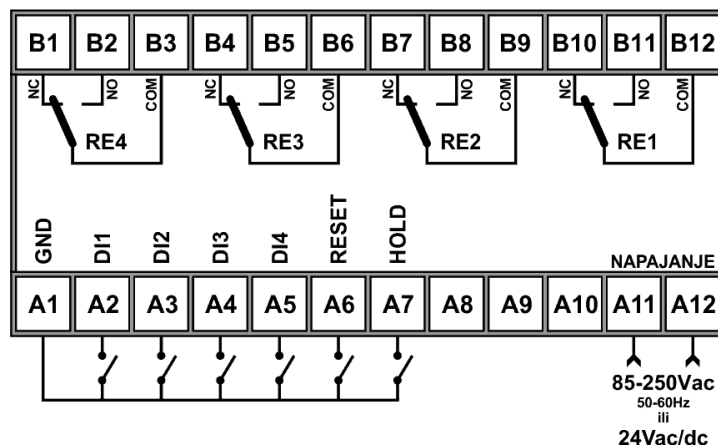 B1 B2 B3 B4 B5 B6 B7 B8 B9 B10 B11 B12
NC NO COM NC NO COM NC NO COM NC NO COM
RE4 RE3 RE2 RE1
GND DI1 DI2 DI3 DI4 RESET HOLD
NAPAJANJE
A1 A2 A3 A4 A5 A6 A7 A8 A9 A10 A11 A12
85-250Vac
50-60Hz
ili
24Vac/dc